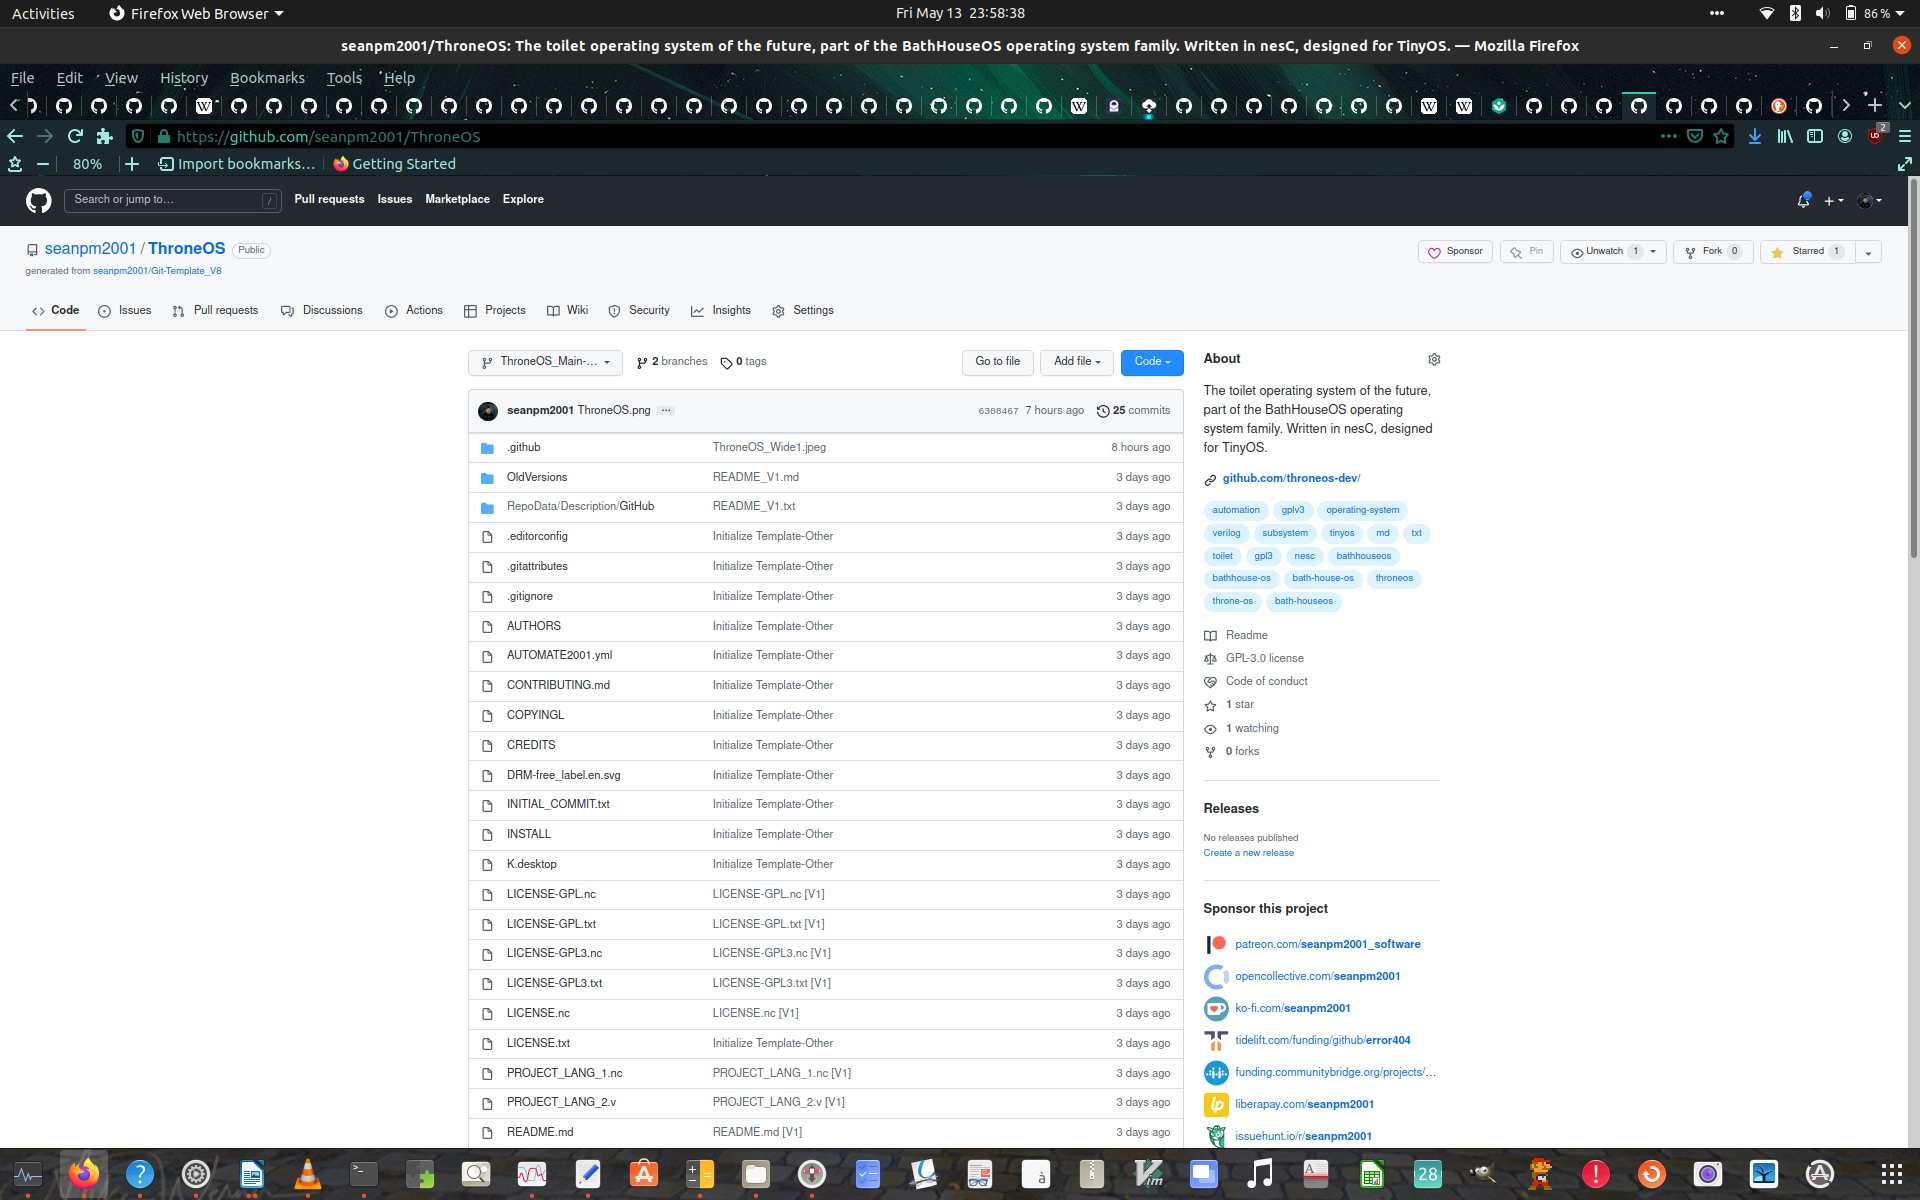 Activities
Firefox Web Browser
Fri May 13 23:58:38
86 %
seanpm2001/ThroneOS: The toilet operating system of the future, part of the BathHouseOS operating system family. Written in nesC, designed for TinyOS. — Mozilla Firefox
File Edit View History Bookmarks Tools Help
https://github.com/seanpm2001/ThroneOS
2
80%
Import bookmarks...
Getting Started
Search or jump to...
/
Pull requests Issues Marketplace Explore
seanpm2001 / ThroneOS Public
generated from seanpm2001/Git-Template_V8
Sponsor
Pin
Unwatch 1
Fork 0
Starred 1
Code Issues Pull requests Discussions Actions Projects Wiki Security Insights Settings
ThroneOS_Main-...
2 branches
0 tags
Go to file
Add file
Code
seanpm2001 ThroneOS.png ...
6308467 7 hours ago 25 commits
.github ThroneOS_Wide1.jpeg 8 hours ago
OldVersions README_V1.md 3 days ago
RepoData/Description/GitHub README_V1.txt 3 days ago
.editorconfig Initialize Template-Other 3 days ago
.gitattributes Initialize Template-Other 3 days ago
.gitignore Initialize Template-Other 3 days ago
AUTHORS Initialize Template-Other 3 days ago
AUTOMATE2001.yml Initialize Template-Other 3 days ago
CONTRIBUTING.md Initialize Template-Other 3 days ago
COPYINGL Initialize Template-Other 3 days ago
CREDITS Initialize Template-Other 3 days ago
DRM-free_label.en.svg Initialize Template-Other 3 days ago
INITIAL_COMMIT.txt Initialize Template-Other 3 days ago
INSTALL Initialize Template-Other 3 days ago
K.desktop Initialize Template-Other 3 days ago
LICENSE-GPL.nc LICENSE-GPL.nc [V1] 3 days ago
LICENSE-GPL.txt LICENSE-GPL.txt [V1] 3 days ago
LICENSE-GPL3.nc LICENSE-GPL3.nc [V1] 3 days ago
LICENSE-GPL3.txt LICENSE-GPL3.txt [V1] 3 days ago
LICENSE.nc LICENSE.nc [V1] 3 days ago
LICENSE.txt Initialize Template-Other 3 days ago
PROJECT_LANG_1.nc PROJECT_LANG_1.nc [V1] 3 days ago
PROJECT_LANG_2.v PROJECT_LANG_2.v [V1] 3 days ago
README.md README.md [V1] 3 days ago
About
The toilet operating system of the future,
part of the BathHouseOS operating
system family. Written in nesC, designed
for TinyOS.
github.com/throneos-dev/
automation gplv3 operating-system
verilog subsystem tinyos md txt
toilet gpl3 nesc bathhouseos
bathhouse-os bath-house-os throneos
throne-os bath-houseos
Readme
GPL-3.0 license
Code of conduct
1 star
1 watching
0 forks
Releases
No releases published
Create a new release
Sponsor this project
patreon.com/seanpm2001_software
opencollective.com/seanpm2001
ko-fi.com/seanpm2001
tidelift.com/funding/github/error404
funding.communitybridge.org/projects/...
liberapay.com/seanpm2001
issuehunt.io/r/seanpm2001
28